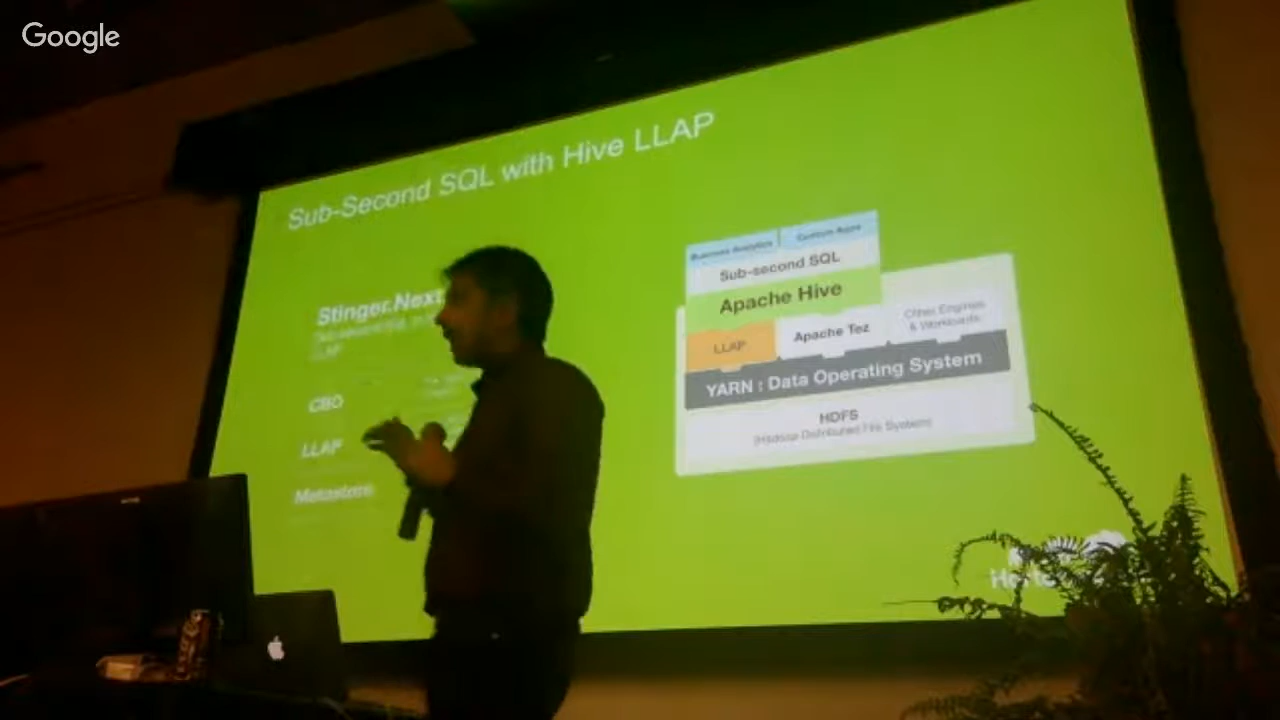 Google
Sub-Second SQL with Hive LLAP
Stinger.Next
LLAP
CBO
LLAP
Metastore
Business Analytics
Custom Apps
Sub-second SQL
Apache Hive
LLAP
Apache Tez
Other Engines
& Workloads
YARN : Data Operating System
HDFS
(Hadoop Distributed File System)